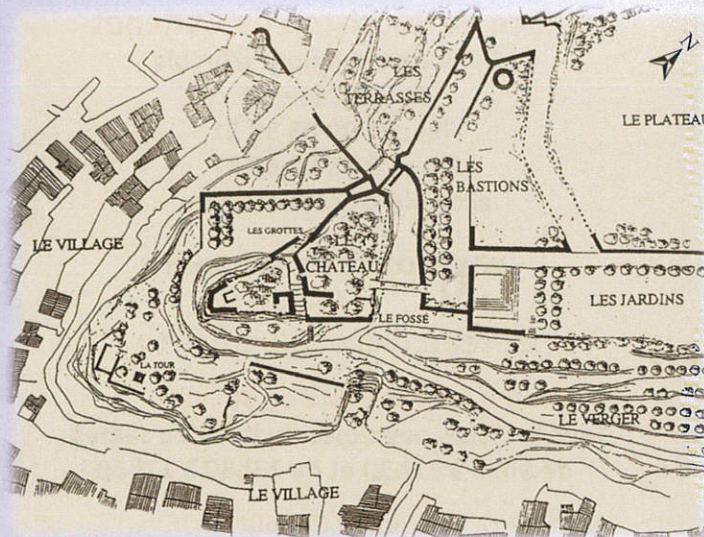 N
LES
TERRASSES
LE PLATEAU
LES
BASTIONS
LES GROTTES
LE
CHATEAU
LE VILLAGE
LES JARDINS
LE FOSSÉ
LA TOUR
LE VERGER
LE VILLAGE